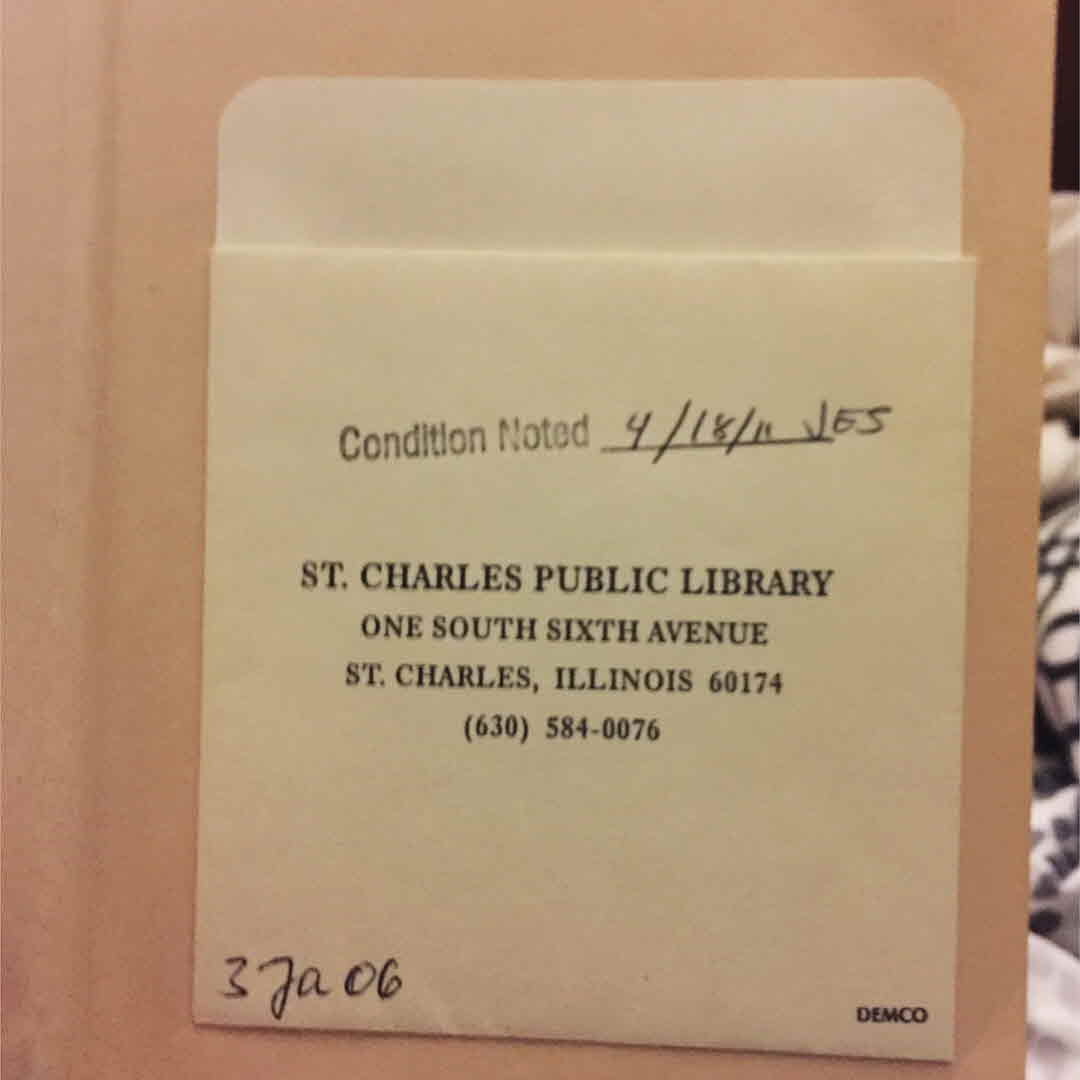 Condition Noted 4/18/11 JES
ST. CHARLES PUBLIC LIBRARY
ONE SOUTH SIXTH AVENUE
ST. CHARLES, ILLINOIS 60174
(630) 584-0076
3 Ja 06
DEMCO